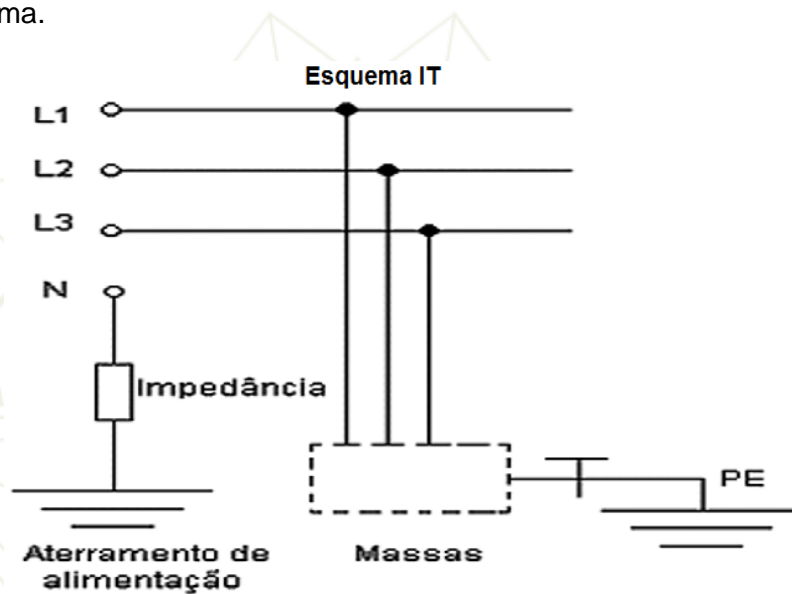 ma.
Esquema IT
L1
L2
L3
N
Impedância
PE
Aterramento de
alimentação
Massas